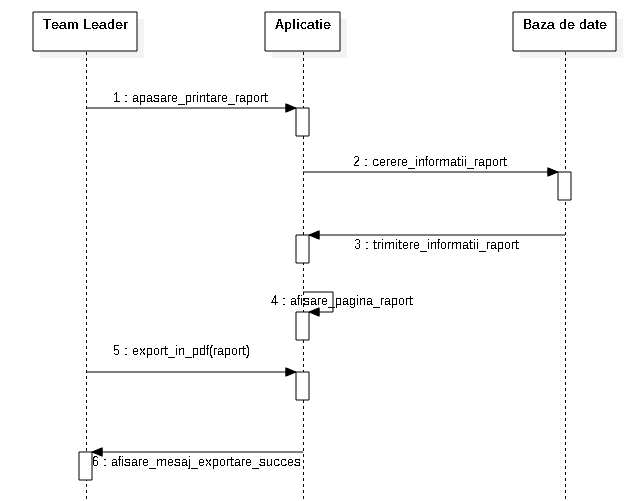 Team Leader
Aplicatie
Baza de date
1 : apasare_printare_raport
2 : cerere_informatii_raport
3 : trimitere_informatii_raport
4 : afisare_pagina_raport
5 : export_in_pdf(raport)
6 : afisare_mesaj_exportare_succes